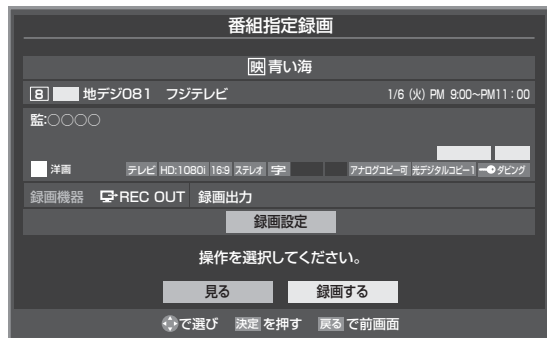 番組指定録画
映 青い海
8 地デジ081 フジテレビ 1/6 (火) PM 9:00~PM11:00
監:○○○○
洋画 テレビ HD:1080i 16:9 ステレオ 字 アナログコピー可 光デジタルコピー1 ダビング
録画機器 REC OUT 録画出力
録画設定
操作を選択してください。
見る 録画する
で選び 決定 を押す 戻る で前画面